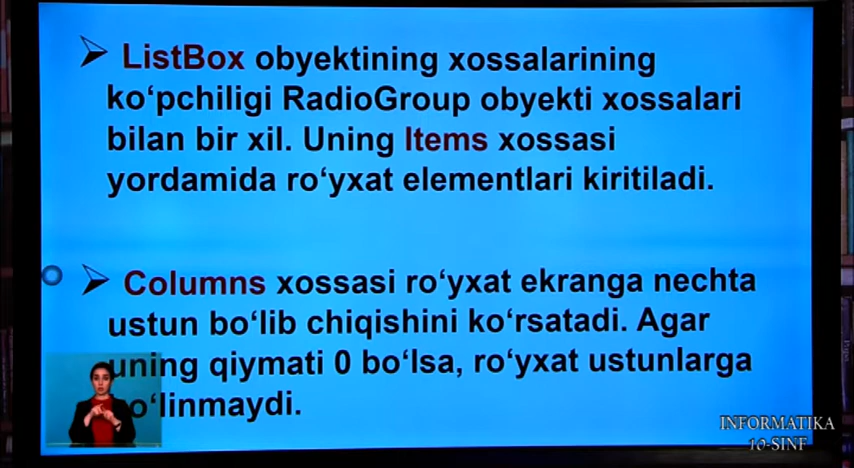 ListBox obyektining xossalarining
ko‘pchiligi RadioGroup obyekti xossalari
bilan bir xil. Uning Items xossasi
yordamida ro‘yxat elementlari kiritiladi.
Columns xossasi ro‘yxat ekranga nechta
ustun bo‘lib chiqishini ko‘rsatadi. Agar
uning qiymati 0 bo‘lsa, ro‘yxat ustunlarga
bo‘linmaydi.
INFORMATIKA
10-SINF